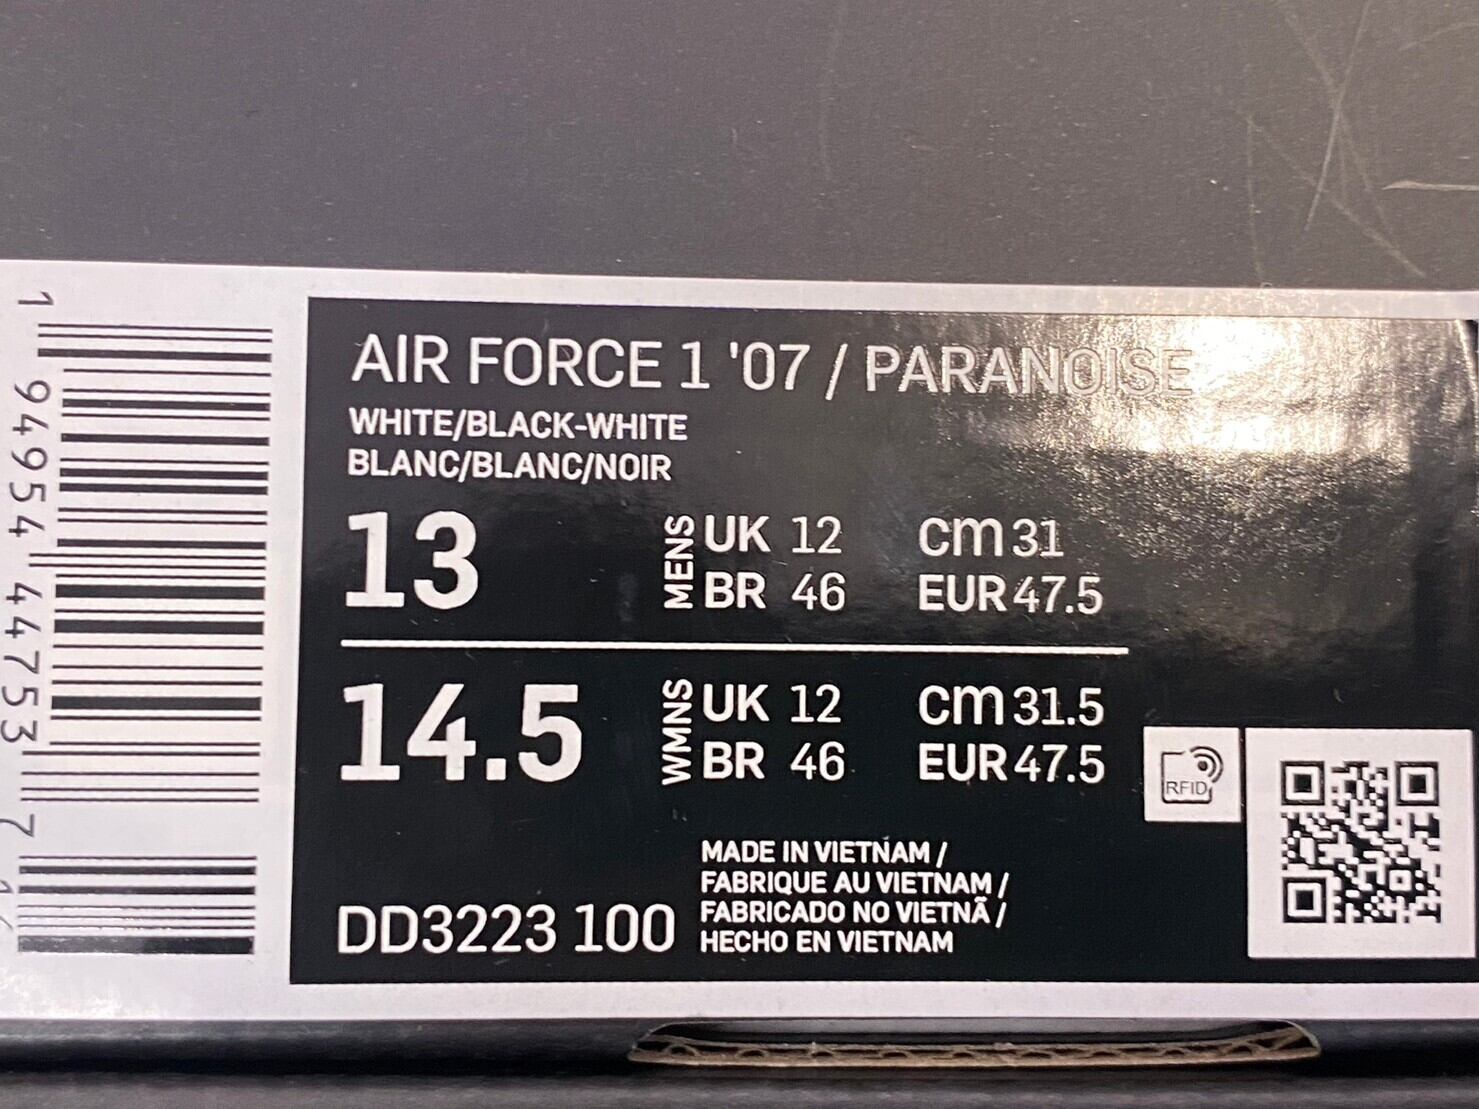 AIR FORCE 1 '07 / PARANOISE
WHITE/BLACK-WHITE
BLANC/BLANC/NOIR
13
MENS
UK 12 cm 31
BR 46 EUR 47.5
14.5
WMNS
UK 12 cm 31.5
BR 46 EUR 47.5
RFID
DD3223 100
MADE IN VIETNAM /
FABRIQUE AU VIETNAM /
FABRICADO NO VIETNÃ /
HECHO EN VIETNAM
1 94954 44753 7